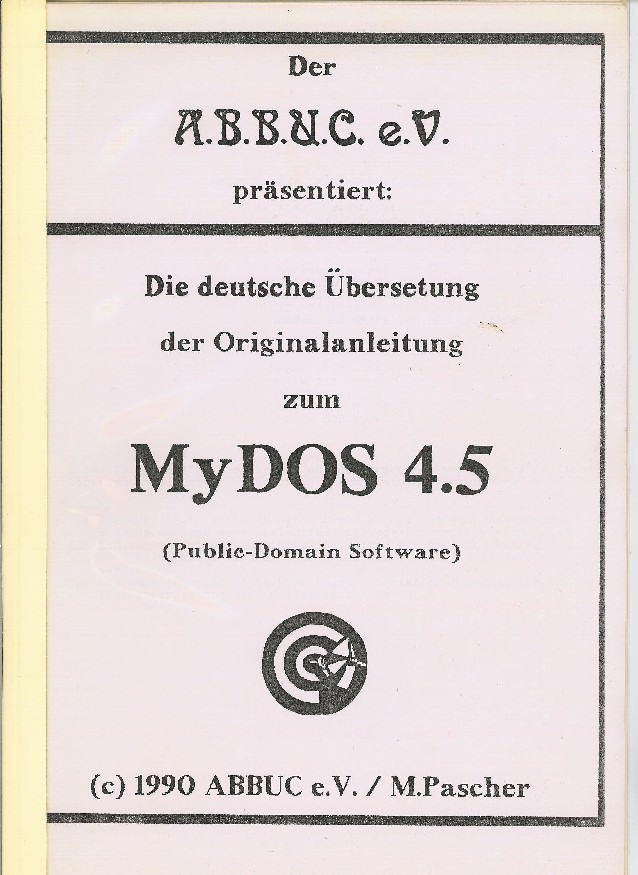 Der
A.B.B.U.C. e.V.
präsentiert:
Die deutsche Übersetung
der Originalanleitung
zum
MyDOS 4.5
(Public-Domain Software)
(c) 1990 ABBUC e.V. / M.Pascher